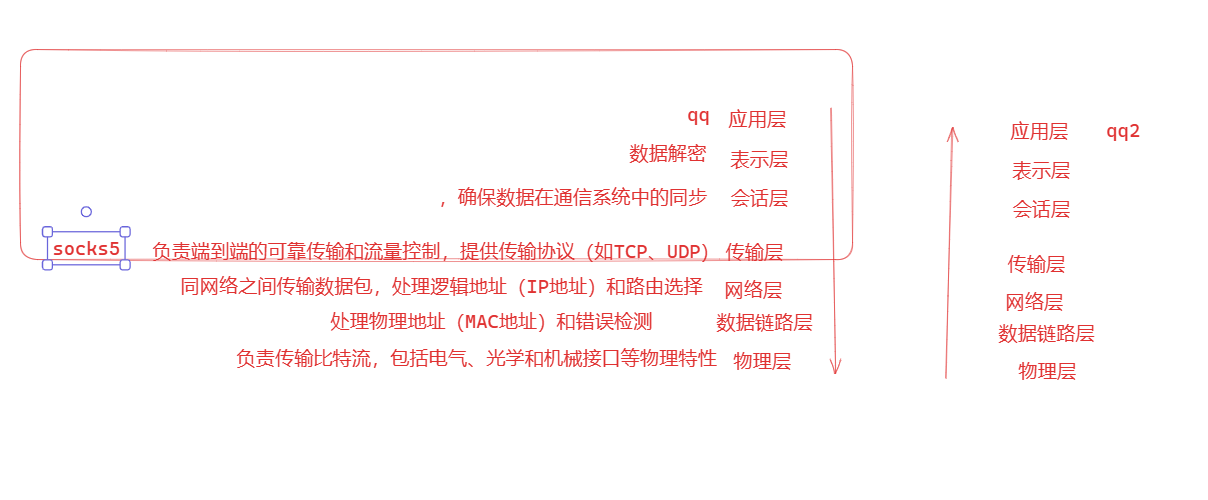 qq 应用层
数据解密 表示层
，确保数据在通信系统中的同步 会话层
socks5 负责端到端的可靠传输和流量控制，提供传输协议（如TCP、UDP） 传输层
同网络之间传输数据包，处理逻辑地址（IP地址）和路由选择 网络层
处理物理地址（MAC地址）和错误检测 数据链路层
负责传输比特流，包括电气、光学和机械接口等物理特性 物理层
应用层 qq2
表示层
会话层
传输层
网络层
数据链路层
物理层